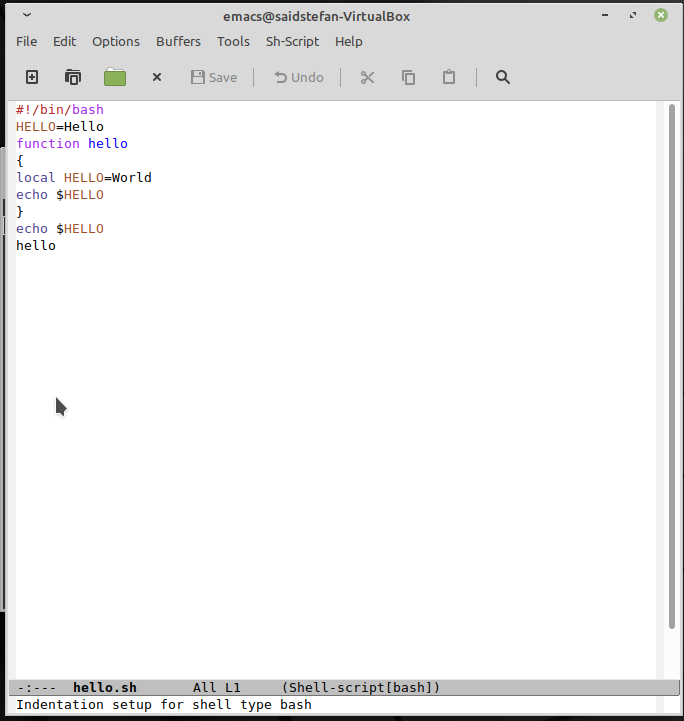 emacs@saidstefan-VirtualBox
File Edit Options Buffers Tools Sh-Script Help
Save Undo
#!/bin/bash
HELLO=Hello
function hello
{
local HELLO=World
echo $HELLO
}
echo $HELLO
hello
-:--- hello.sh All L1 (Shell-script[bash])
Indentation setup for shell type bash